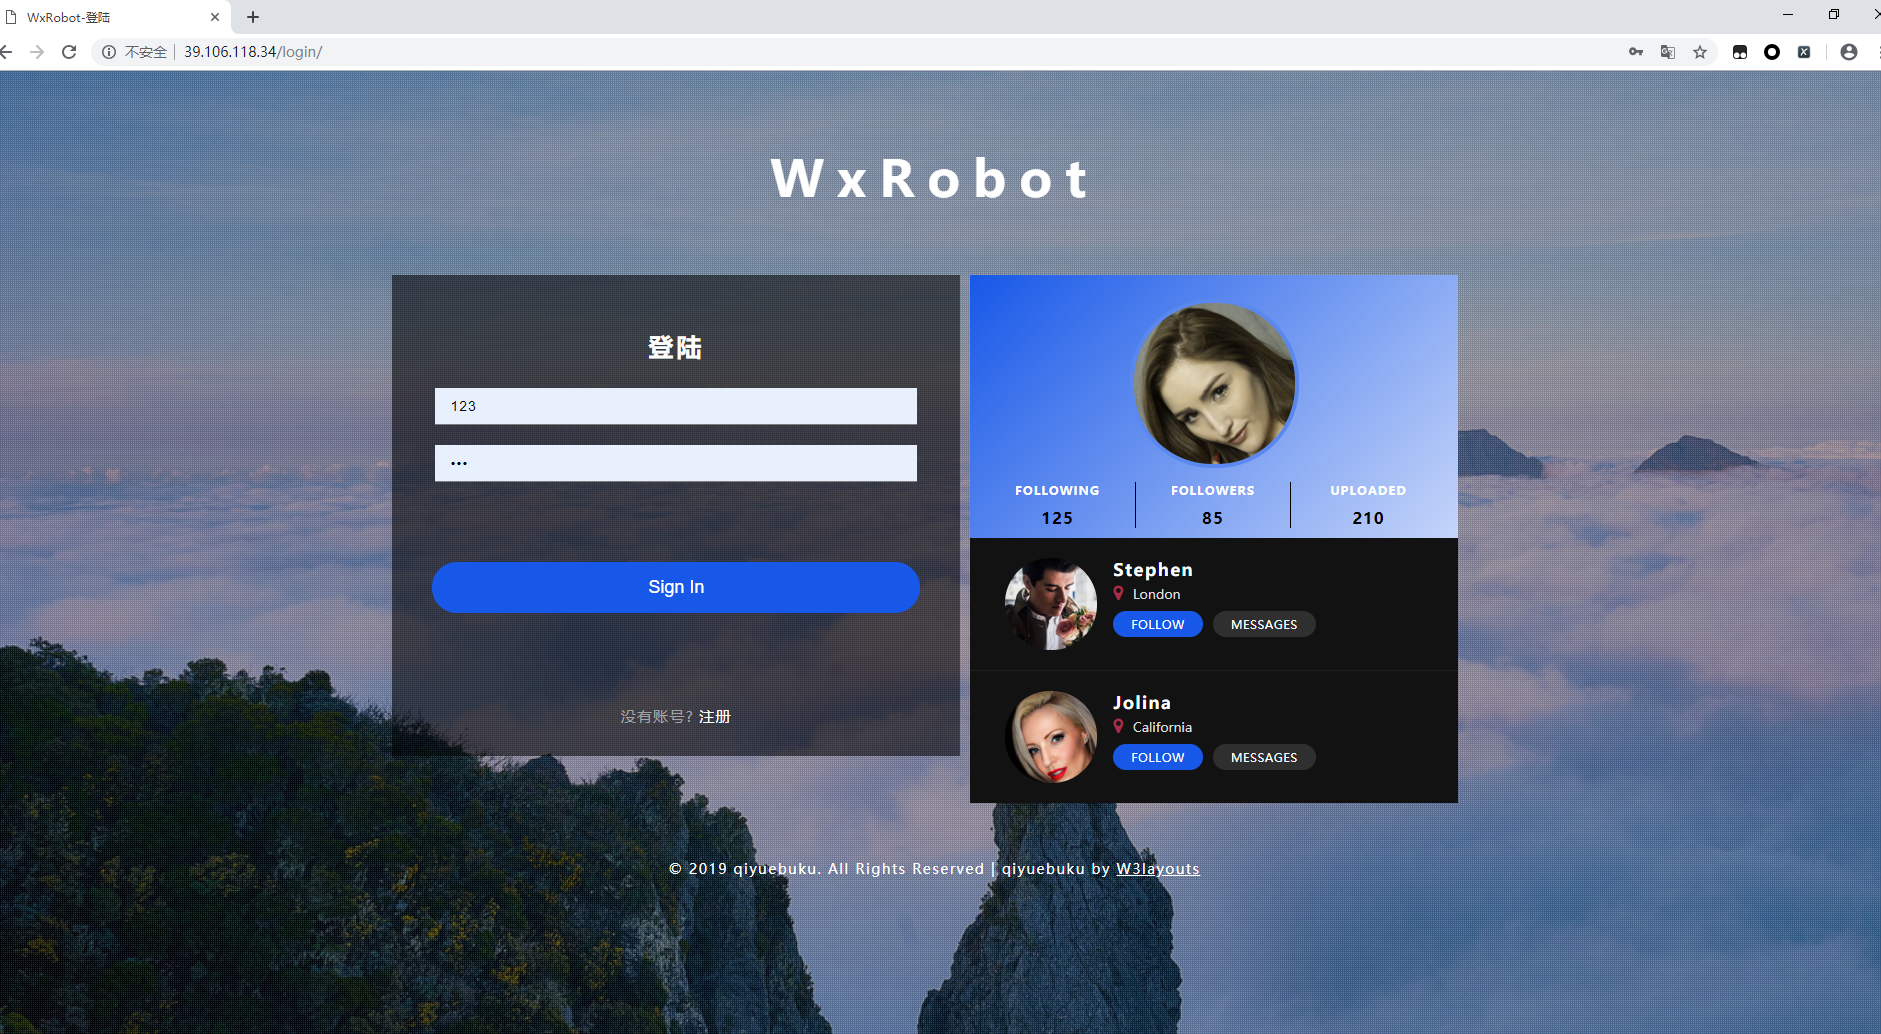 WxRobot-登陆
不安全 | 39.106.118.34/login/
WxRobot
登陆
123
•••
Sign In
没有账号? 注册
FOLLOWING
125
FOLLOWERS
85
UPLOADED
210
Stephen
London
FOLLOW
MESSAGES
Jolina
California
FOLLOW
MESSAGES
© 2019 qiyuebuku. All Rights Reserved | qiyuebuku by W3layouts